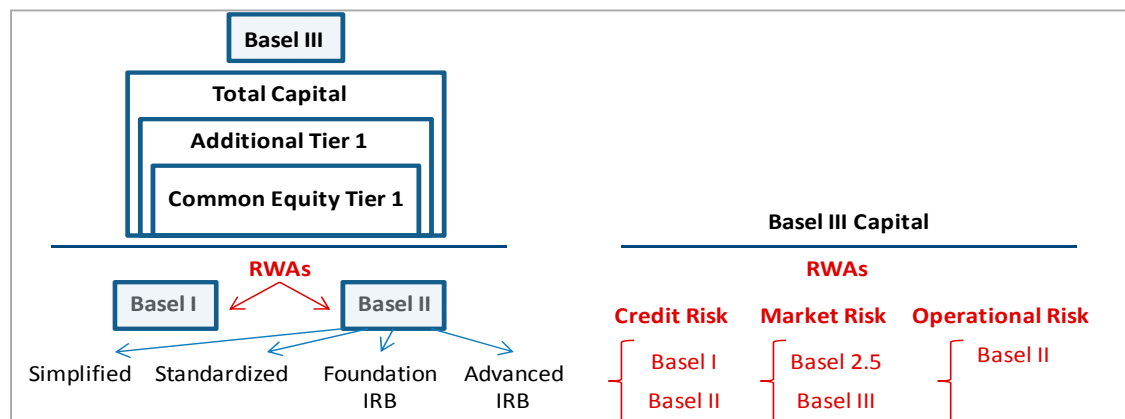 Basel III
Total Capital
Additional Tier 1
Common Equity Tier 1
RWAs
Basel I
Basel II
Simplified
Standardized
Foundation
IRB
Advanced
IRB
Basel III Capital
RWAs
Credit Risk
Market Risk
Operational Risk
Basel I
Basel 2.5
Basel II
Basel II
Basel III